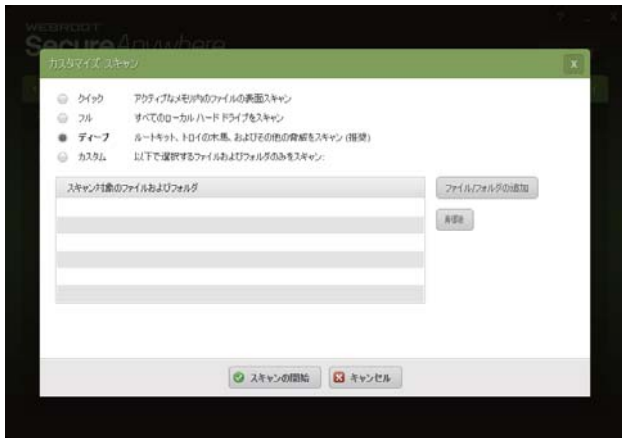 WEBROOT
SecureAnywhere
カスタマイズ スキャン
クイック アクティブなメモリ内のファイルの表面スキャン
フル すべてのローカル ハード ドライブをスキャン
ディープ ルートキット、トロイの木馬、およびその他の脅威をスキャン (推奨)
カスタム 以下で選択するファイルおよびフォルダのみをスキャン:
スキャン対象のファイルおよびフォルダ
ファイル/フォルダの追加
再優先
スキャンの開始
キャンセル